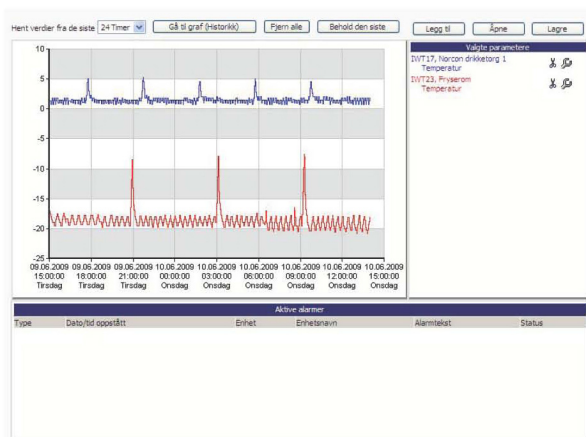 Hent verdier fra de siste 24 Timer Gå til graf (Historikk) Fjern alle Behold den siste Legg til Åpne Lagre
Valgte parametere
IWT17, Norcon drikketorg 1
Temperatur
IWT23, Fryserom
Temperatur
10
5
0
-5
-10
-15
-20
-25
09.06.2009 09.06.2009 09.06.2009 10.06.2009 10.06.2009 10.06.2009 10.06.2009 10.06.2009 10.06.2009
15:00:00 18:00:00 21:00:00 00:00:00 03:00:00 06:00:00 09:00:00 12:00:00 15:00:00
Tirsdag Tirsdag Tirsdag Onsdag Onsdag Onsdag Onsdag Onsdag Onsdag
Aktive alarmer
Type Dato/tid oppstått Enhet Enhetsnavn Alarmtekst Status